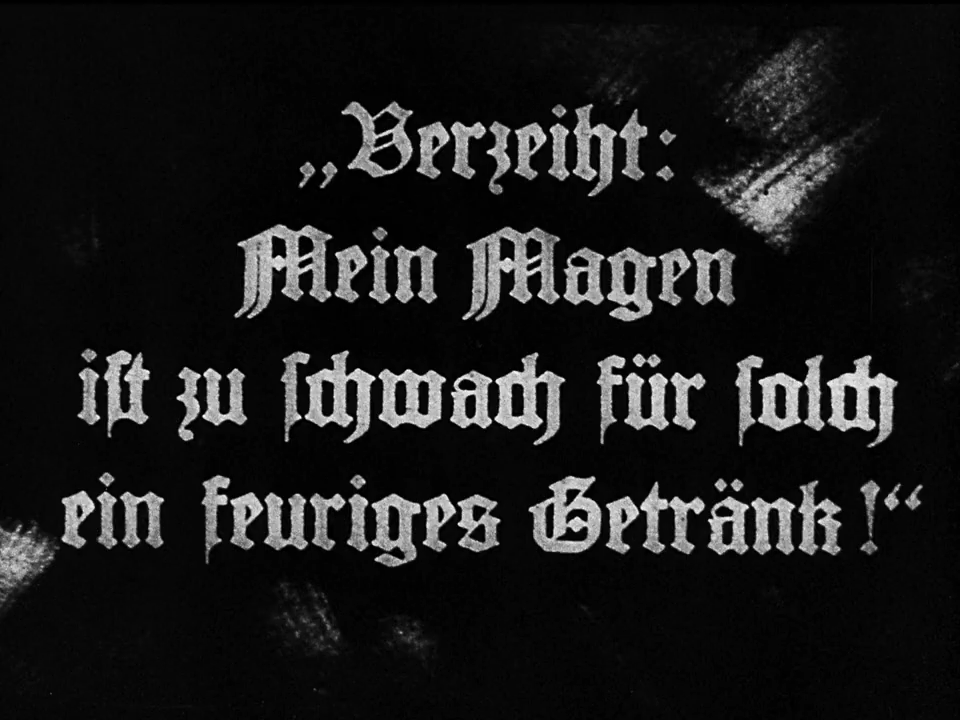 „Verzeiht:
Mein Magen
iſt zu ſchwach für ſolch
ein feuriges Getränk!“